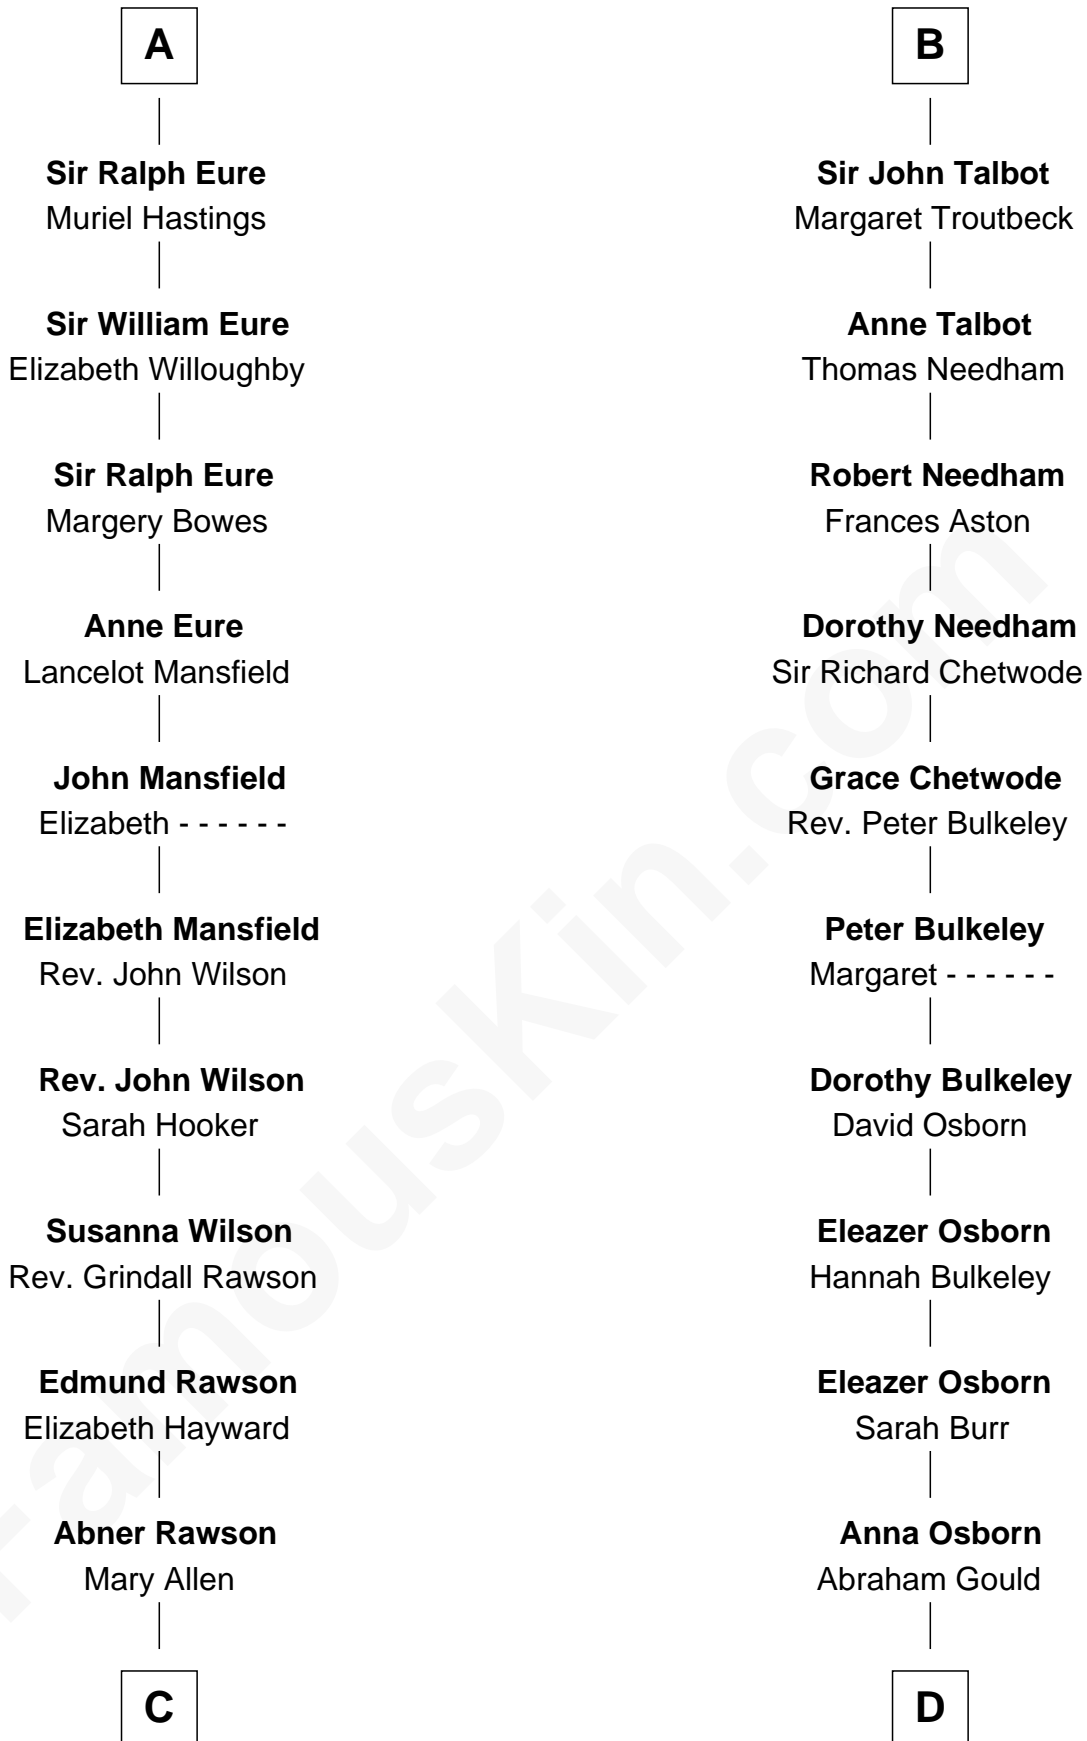 A
Sir Ralph Eure
Muriel Hastings
Sir William Eure
Elizabeth Willoughby
Sir Ralph Eure
Margery Bowes
Anne Eure
Lancelot Mansfield
John Mansfield
Elizabeth - - - - - -
Elizabeth Mansfield
Rev. John Wilson
Rev. John Wilson
Sarah Hooker
Susanna Wilson
Rev. Grindall Rawson
Edmund Rawson
Elizabeth Hayward
Abner Rawson
Mary Allen
C
B
Sir John Talbot
Margaret Troutbeck
Anne Talbot
Thomas Needham
Robert Needham
Frances Aston
Dorothy Needham
Sir Richard Chetwode
Grace Chetwode
Rev. Peter Bulkeley
Peter Bulkeley
Margaret - - - - - -
Dorothy Bulkeley
David Osborn
Eleazer Osborn
Hannah Bulkeley
Eleazer Osborn
Sarah Burr
Anna Osborn
Abraham Gould
D
FamousKin.com